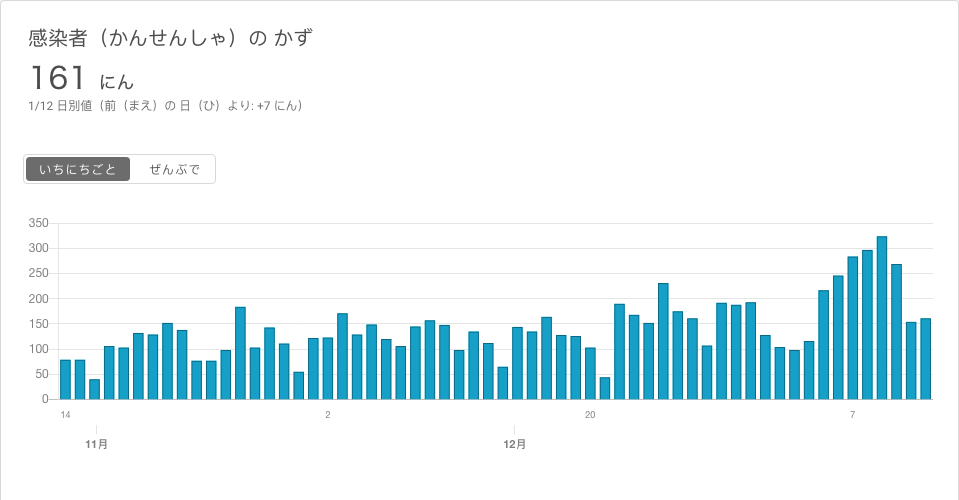 感染者（かんせんしゃ）の かず
161 にん
1/12 日別値（前（まえ）の 日（ひ）より: +7 にん）
いちにちごと ぜんぶで
350
300
250
200
150
100
50
0
14 2 20 7
11月 12月